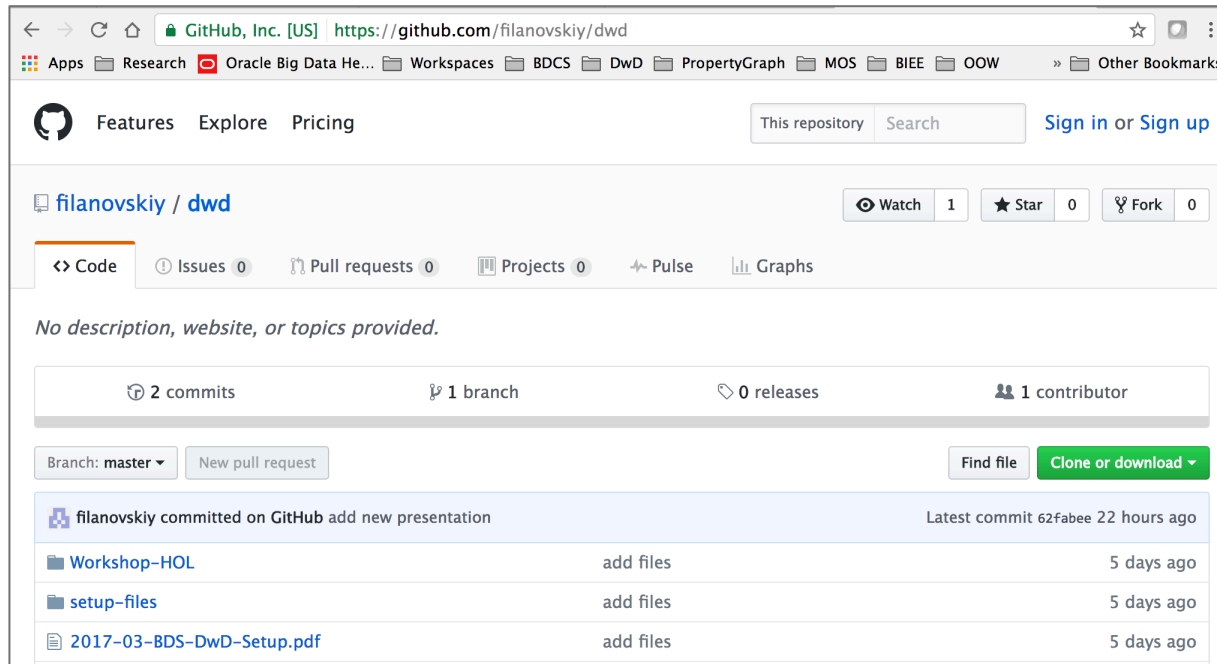 GitHub, Inc. [US] https://github.com/filanovskiy/dwd
Apps Research Oracle Big Data He... Workspaces BDCS DwD PropertyGraph MOS BIEE OOW » Other Bookmarks
Features Explore Pricing This repository Search Sign in or Sign up
filanovskiy / dwd Watch 1 Star 0 Fork 0
Code Issues 0 Pull requests 0 Projects 0 Pulse Graphs
No description, website, or topics provided.
2 commits 1 branch 0 releases 1 contributor
Branch: master New pull request Find file Clone or download
filanovskiy committed on GitHub add new presentation Latest commit 62fabee 22 hours ago
Workshop-HOL add files 5 days ago
setup-files add files 5 days ago
2017-03-BDS-DwD-Setup.pdf add files 5 days ago